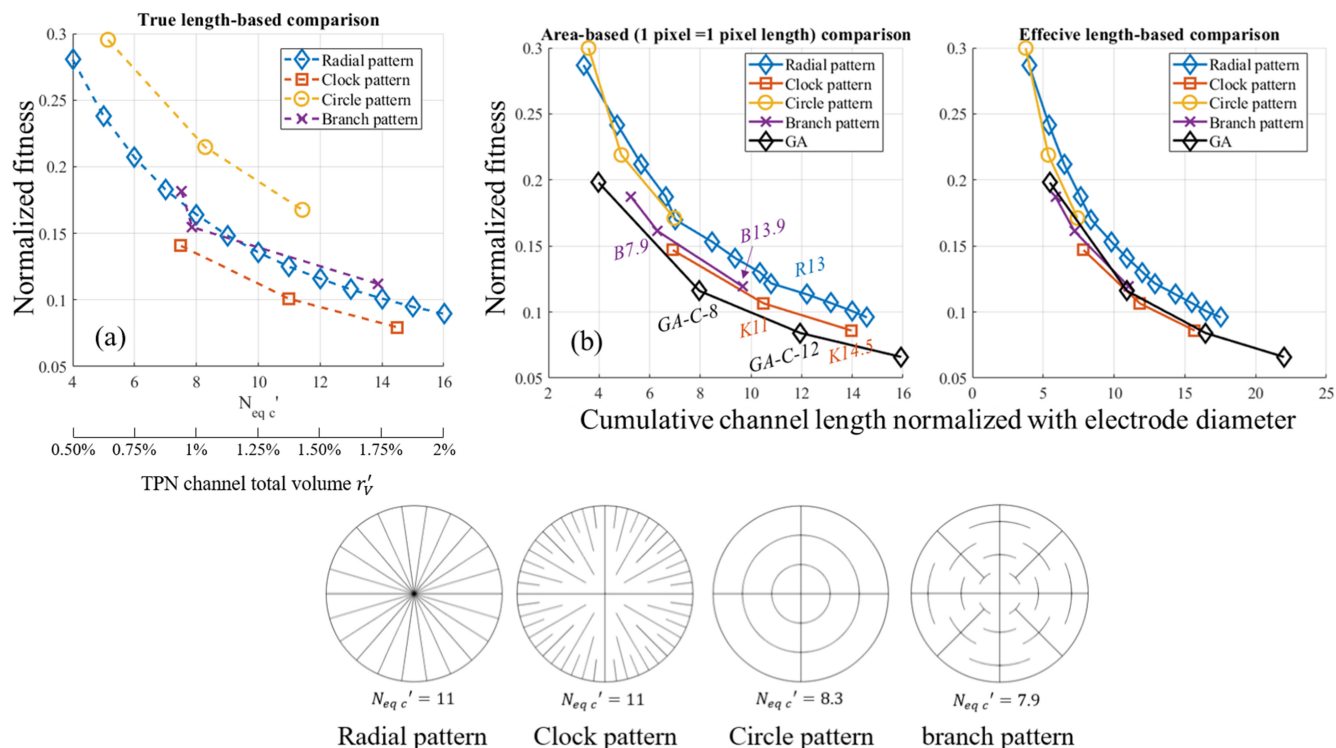 True length-based comparison
0.3
0.25
0.2
0.15
0.1
0.05
Normalized fitness
Radial pattern
Clock pattern
Circle pattern
Branch pattern
(a)
4 6 8 10 12 14 16
N eq c'
0.50% 0.75% 1% 1.25% 1.50% 1.75% 2%
TPN channel total volume r'V
Area-based (1 pixel =1 pixel length) comparison
0.3
0.25
0.2
0.15
0.1
0.05
Normalized fitness
Radial pattern
Clock pattern
Circle pattern
Branch pattern
GA
B7.9
B13.9
R13
GA-C-8
K11
GA-C-12
K14.5
(b)
2 4 6 8 10 12 14 16
Effecive length-based comparison
0.3
0.25
0.2
0.15
0.1
0.05
Radial pattern
Clock pattern
Circle pattern
Branch pattern
GA
0 5 10 15 20 25
Cumulative channel length normalized with electrode diameter
Neq c' = 11
Neq c' = 11
Neq c' = 8.3
Neq c' = 7.9
Radial pattern
Clock pattern
Circle pattern
branch pattern